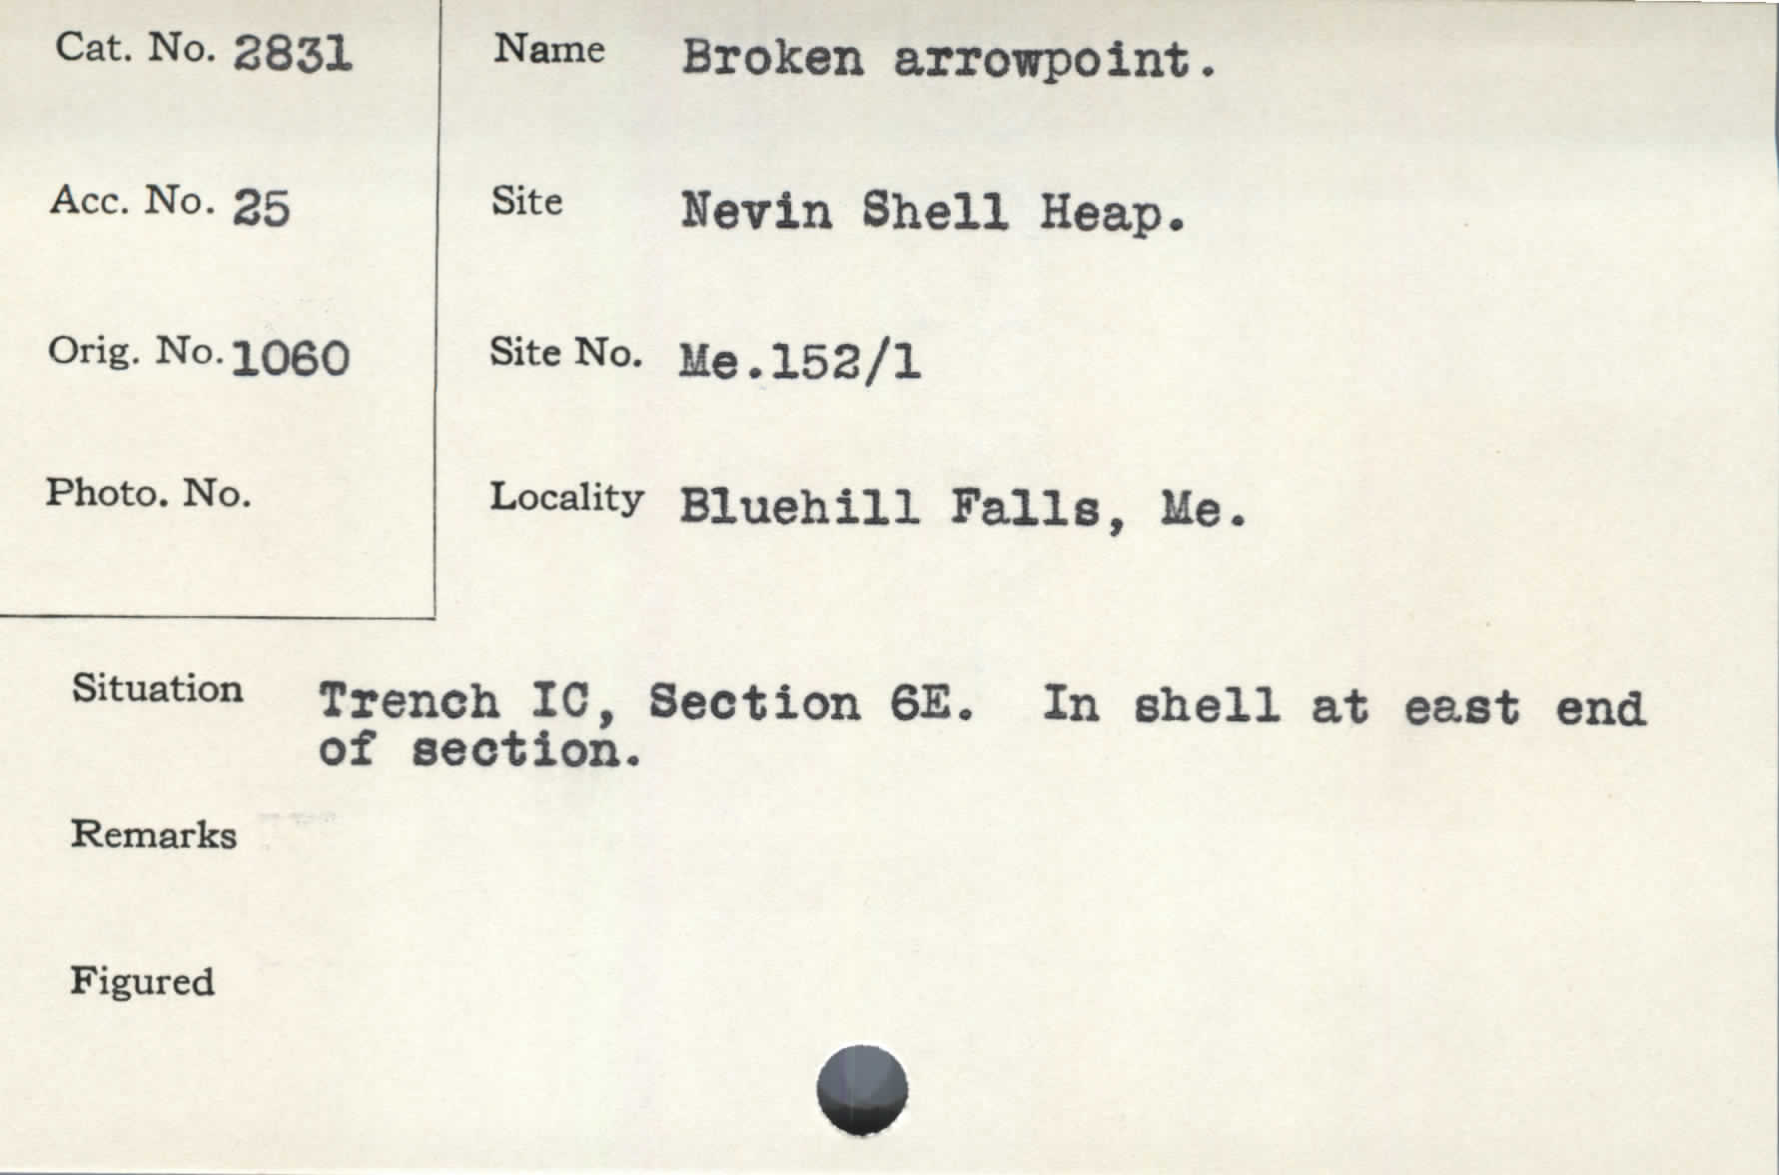 Cat. No. 2831
Acc. No. 25
Orig. No. 1060
Photo. No.
Name Broken arrowpoint.
Site Nevin Shell Heap.
Site No. Me.152/1
Locality Bluehill Falls, Me.
Situation Trench IC, Section 6E. In shell at east end
of section.
Remarks
Figured